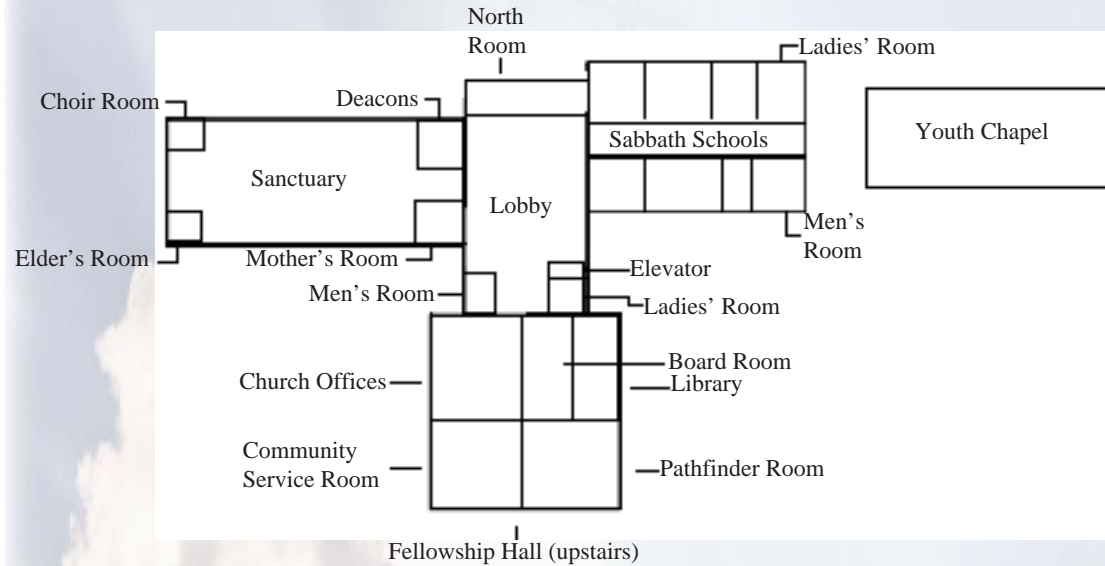 North
Room
Ladies’ Room
Choir Room
Deacons
Youth Chapel
Sabbath Schools
Sanctuary
Lobby
Men’s
Room
Elder’s Room
Mother’s Room
Elevator
Men’s Room
Ladies’ Room
Board Room
Church Offices
Library
Community
Service Room
Pathfinder Room
Fellowship Hall (upstairs)